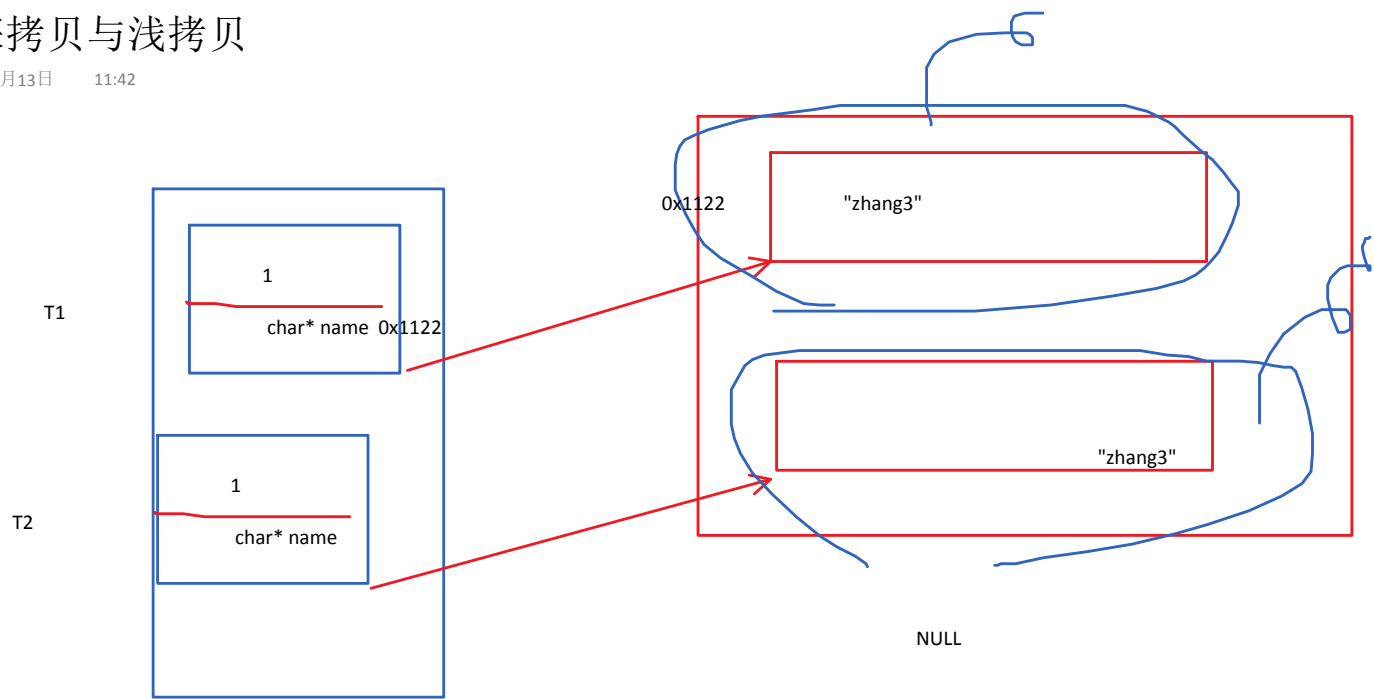 拷贝与浅拷贝
月13日 11:42
0x1122 "zhang3"
1
T1
char* name 0x1122
"zhang3"
1
T2
char* name
NULL